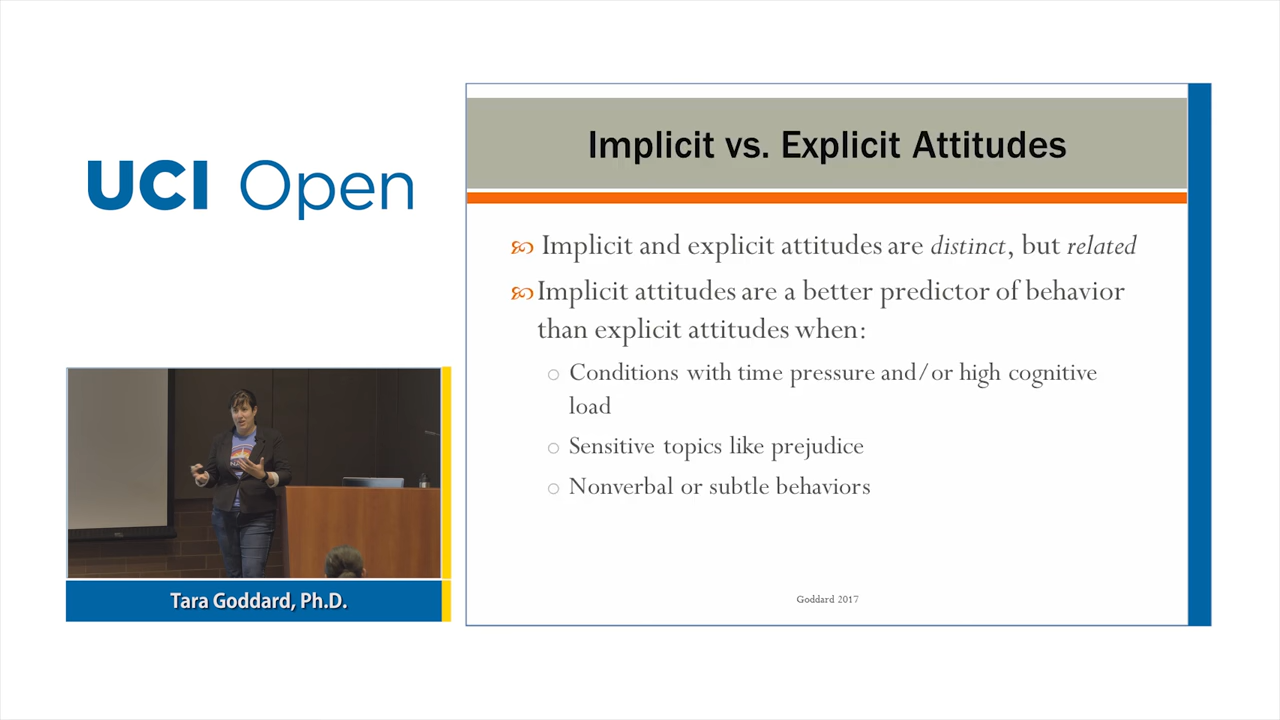 UCI Open
Implicit vs. Explicit Attitudes
Implicit and explicit attitudes are distinct, but related
Implicit attitudes are a better predictor of behavior
than explicit attitudes when:
Conditions with time pressure and/or high cognitive
load
Sensitive topics like prejudice
Nonverbal or subtle behaviors
Goddard 2017
Tara Goddard, Ph.D.